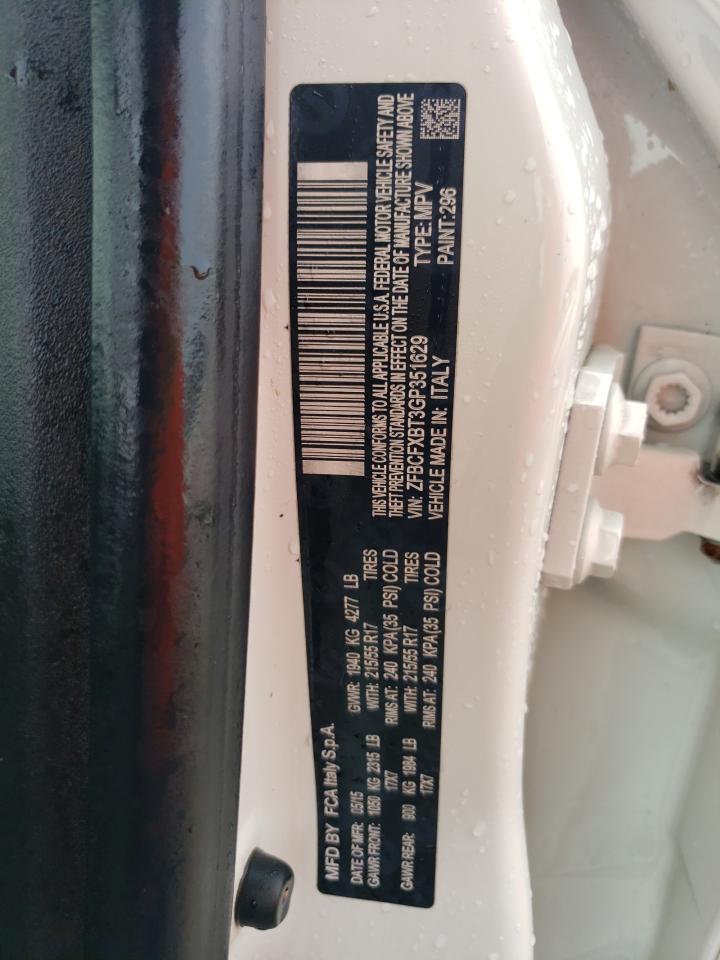 MFD BY FCA Italy S.p.A.
DATE OF MFR: 05/15 GVWR: 1940 KG 4277 LB
GAWR FRONT: 1050 KG 2315 LB WITH: 215/55 R17 TIRES
17X7 RIMS AT: 240 KPA(35 PSI) COLD
GAWR REAR: 900 KG 1984 LB WITH: 215/55 R17 TIRES
17X7 RIMS AT: 240 KPA(35 PSI) COLD
THIS VEHICLE CONFORMS TO ALL APPLICABLE U.S.A. FEDERAL MOTOR VEHICLE SAFETY AND
THEFT PREVENTION STANDARDS IN EFFECT ON THE DATE OF MANUFACTURE SHOWN ABOVE
VIN: ZFBCFXBT3GP351629 TYPE: MPV
VEHICLE MADE IN: ITALY PAINT: 296